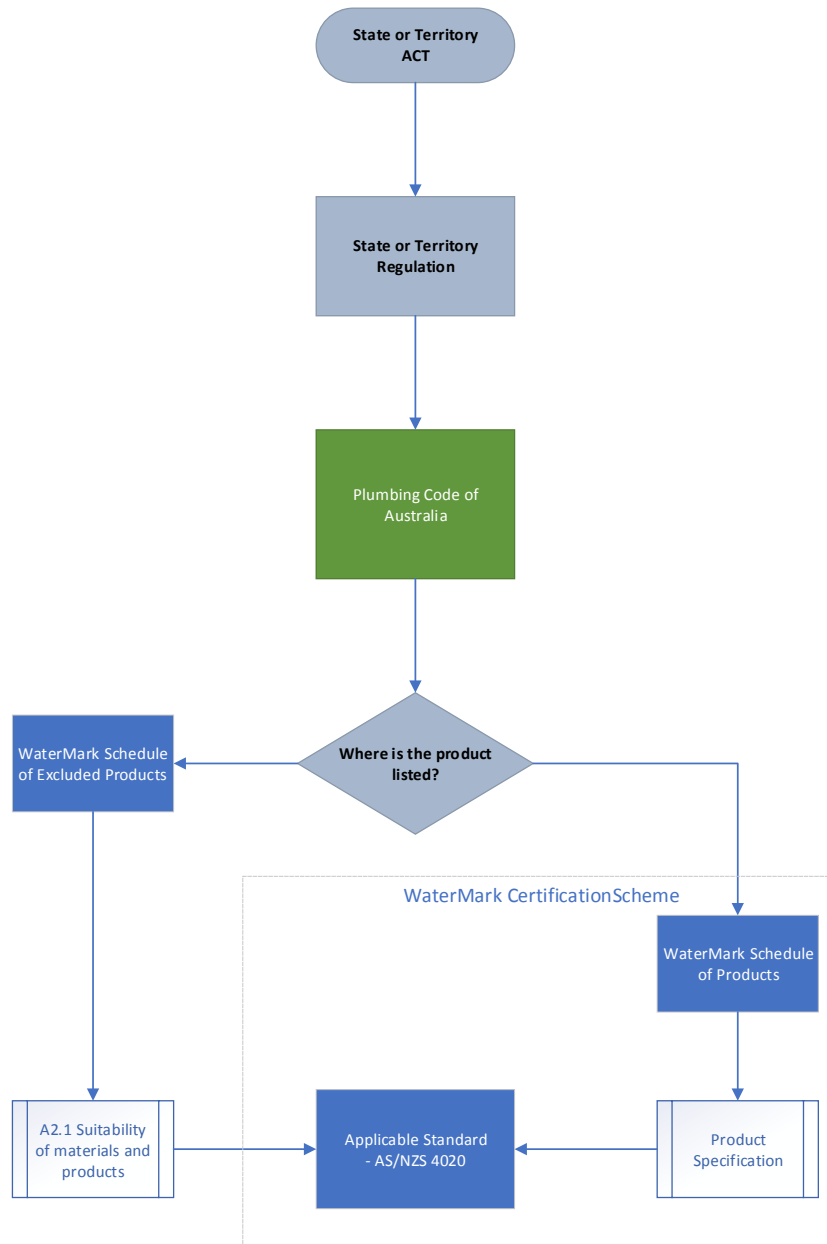 State or Territory
ACT
State or Territory
Regulation
Plumbing Code of
Australia
Where is the product
listed?
WaterMark Schedule
of Excluded Products
WaterMark CertificationScheme
WaterMark Schedule
of Products
A2.1 Suitability
of materials and
products
Applicable Standard
- AS/NZS 4020
Product
Specification